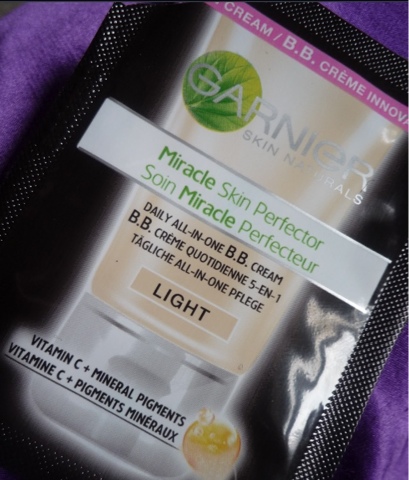 CREAM / B.B. CRÈME INNOVA
GARNIER
SKIN NATURALS
Miracle Skin Perfector
Soin Miracle Perfecteur
DAILY ALL-IN-ONE B.B. CREAM
B.B. CRÈME QUOTIDIENNE 5-EN-1
TÄGLICHE ALL-IN-ONE PFLEGE
LIGHT
VITAMIN C + MINERAL PIGMENTS
VITAMINE C + PIGMENTS MINÉRAUX